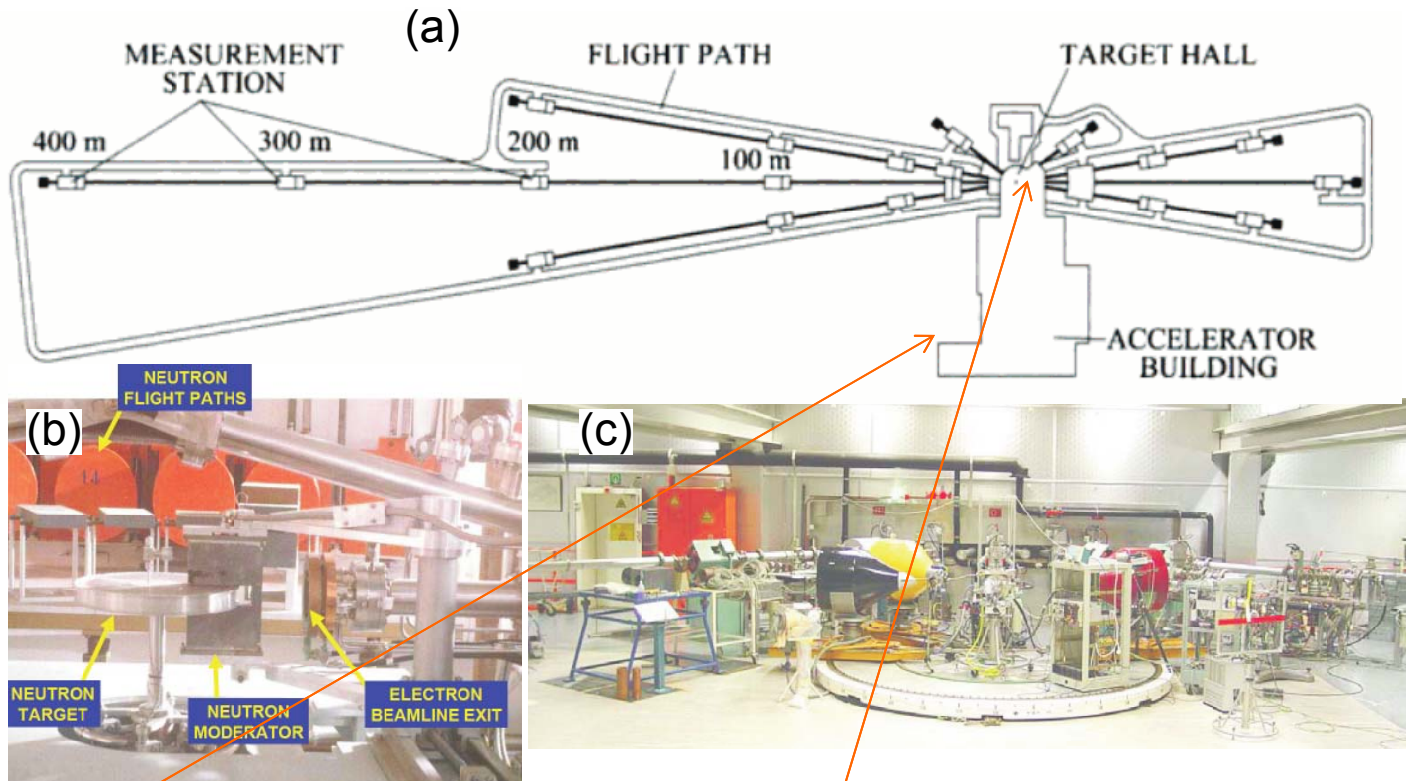 (a)
MEASUREMENT
STATION
FLIGHT PATH
TARGET HALL
400 m
300 m
200 m
100 m
ACCELERATOR
BUILDING
(b)
NEUTRON
FLIGHT PATHS
14
NEUTRON
TARGET
NEUTRON
MODERATOR
ELECTRON
BEAMLINE EXIT
(c)